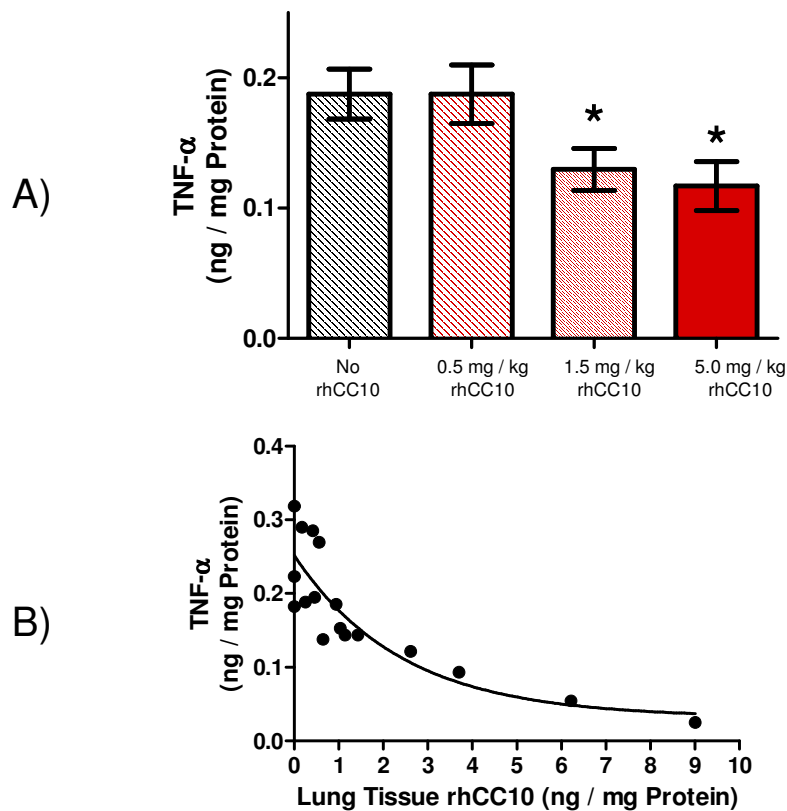 A)
TNF-α
(ng / mg Protein)
0.2
0.1
0.0
*
*
No
rhCC10
0.5 mg / kg
rhCC10
1.5 mg / kg
rhCC10
5.0 mg / kg
rhCC10
B)
TNF-α
(ng / mg Protein)
0.4
0.3
0.2
0.1
0.0
0 1 2 3 4 5 6 7 8 9 10
Lung Tissue rhCC10 (ng / mg Protein)